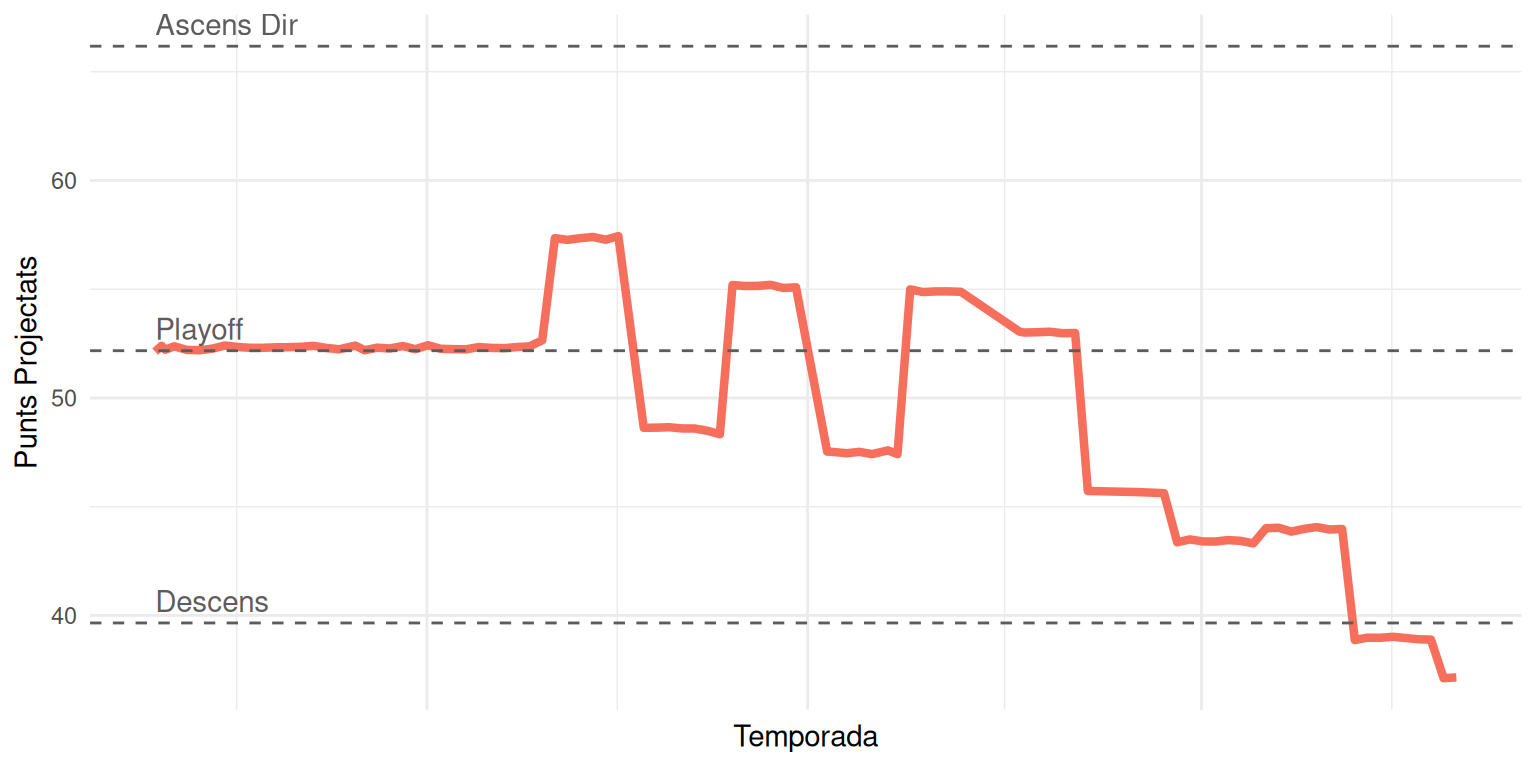 Ascens Dir
60
Playoff
50
Descens
40
Punts Projectats
Temporada